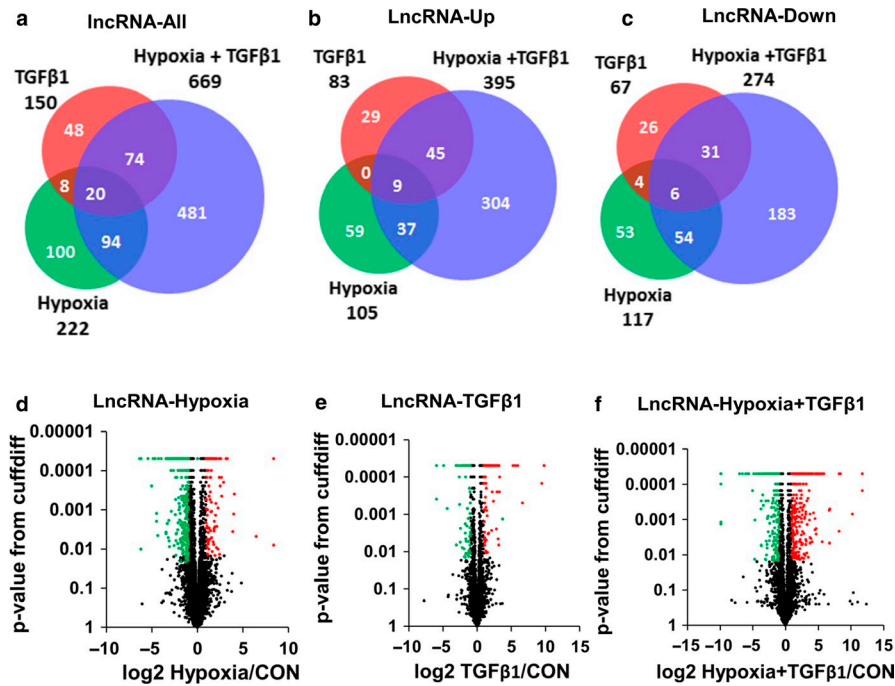 a
lncRNA-All
TGFβ1
150
Hypoxia + TGFβ1
669
48
74
8
20
481
100
94
Hypoxia
222
b
LncRNA-Up
TGFβ1
83
Hypoxia +TGFβ1
395
29
45
0
9
304
59
37
Hypoxia
105
c
LncRNA-Down
TGFβ1
67
Hypoxia +TGFβ1
274
26
31
4
6
183
53
54
Hypoxia
117
d
LncRNA-Hypoxia
p-value from cuffdiff
0.00001
0.0001
0.001
0.01
0.1
1
−10 −5 0 5 10
log2 Hypoxia/CON
e
LncRNA-TGFβ1
p-value from cuffdiff
0.00001
0.0001
0.001
0.01
0.1
1
−10 −5 0 5 10 15
log2 TGFβ1/CON
f
LncRNA-Hypoxia+TGFβ1
p-value from cuffdiff
0.00001
0.0001
0.001
0.01
0.1
1
−15 −10 −5 0 5 10 15
log2 Hypoxia+TGFβ1/CON